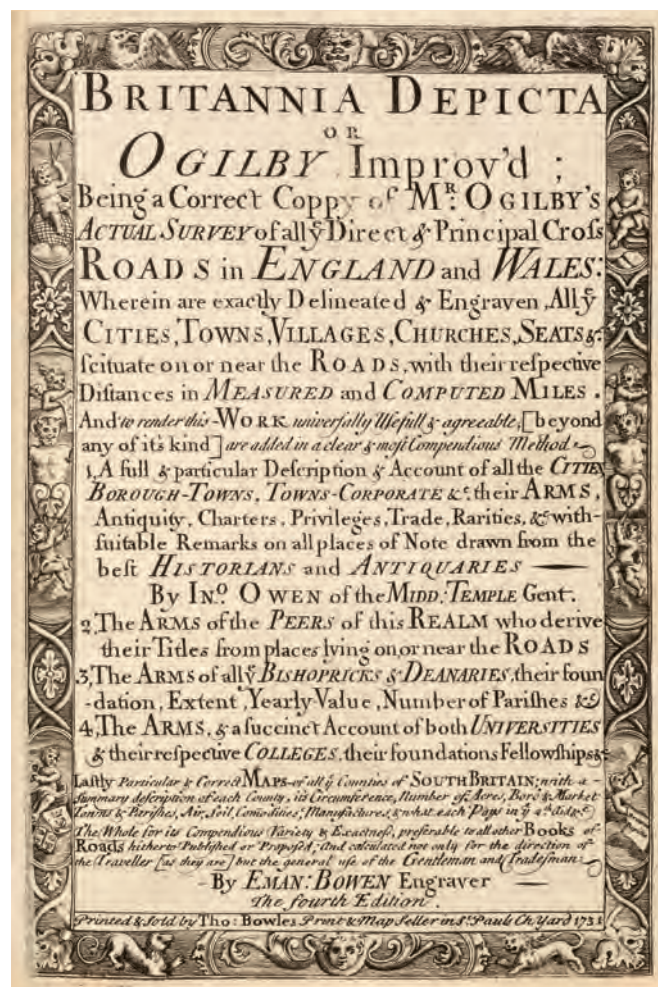 BRITANNIA DEPICTA
OR
OGILBY Improv'd ;
Being a Correct Coppy of Mᴿ. OGILBY'S
ACTUAL SURVEY of all yᵉ Direct & Principal Croſs
ROADS in ENGLAND and WALES:
Wherein are exactly Delineated & Engraven, All yᵉ
CITIES, TOWNS, VILLAGES, CHURCHES, SEATS &c.
ſcituate on or near the ROADS, with their reſpective
Diſtances in MEASURED and COMPUTED MILES.
And to render this WORK univerſally Uſefull & agreeable, [beyond
any of its kind] are added in a clear & moſt Compendious Method
1, A full & particular Deſcription & Account of all the CITIES,
BOROUGH-TOWNS, TOWNS-CORPORATE &c. their ARMS,
Antiquity, Charters, Privileges, Trade, Rarities, &c. with
ſuitable Remarks on all places of Note drawn from the
beſt HISTORIANS and ANTIQUARIES —
By INº. OWEN of the MIDD: TEMPLE Gent.
2, The ARMS of the PEERS of this REALM who derive
their Titles from places lying on, or near the ROADS
3, The ARMS of all yᵉ BISHOPRICKS & DEANARIES, their foun
-dation, Extent, Yearly Value, Number of Pariſhes &c.
4, The ARMS, & a ſuccinct Account of both UNIVERSITIES
& their reſpective COLLEGES, their foundations Fellowſhips &c.
Laſtly Particular & Correct MAPS of all yᵉ Counties of SOUTH BRITAIN; with a
Summary deſcription of each County, its Circumference, Number of Acres, Borº. & Market
Towns & Pariſhes, Air, Soil, Comodities, Manufactures, & what each Pays in yᵉ 4ˢ. Aid &c.
The Whole for its Compendious Variety & Exactneſs, preferable to all other Books of
Roads hitherto Publiſhed or Propoſed; And calculated not only for the direction of
the Traveller [as they are] but the general uſe of the Gentleman and Tradeſman.
By EMAN: BOWEN Engraver —
The fourth Edition.
Printed & Sold by Tho: Bowles Print & Map Seller in Sᵗ. Pauls Ch. Yard 1731